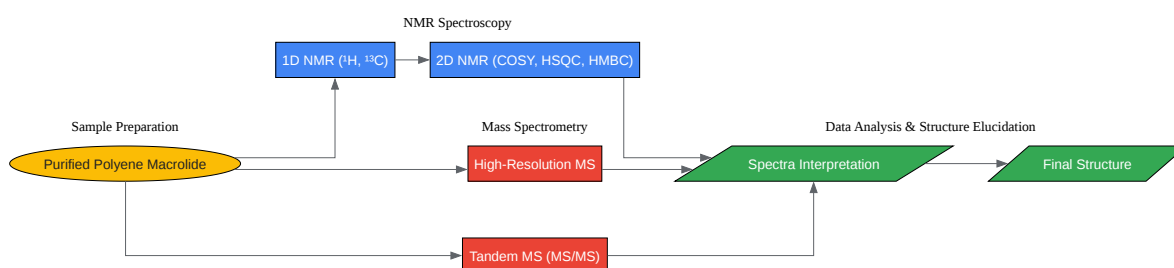 NMR Spectroscopy
1D NMR (¹H, ¹³C)
2D NMR (COSY, HSQC, HMBC)
Sample Preparation
Mass Spectrometry
Data Analysis & Structure Elucidation
Purified Polyene Macrolide
High-Resolution MS
Spectra Interpretation
Final Structure
Tandem MS (MS/MS)